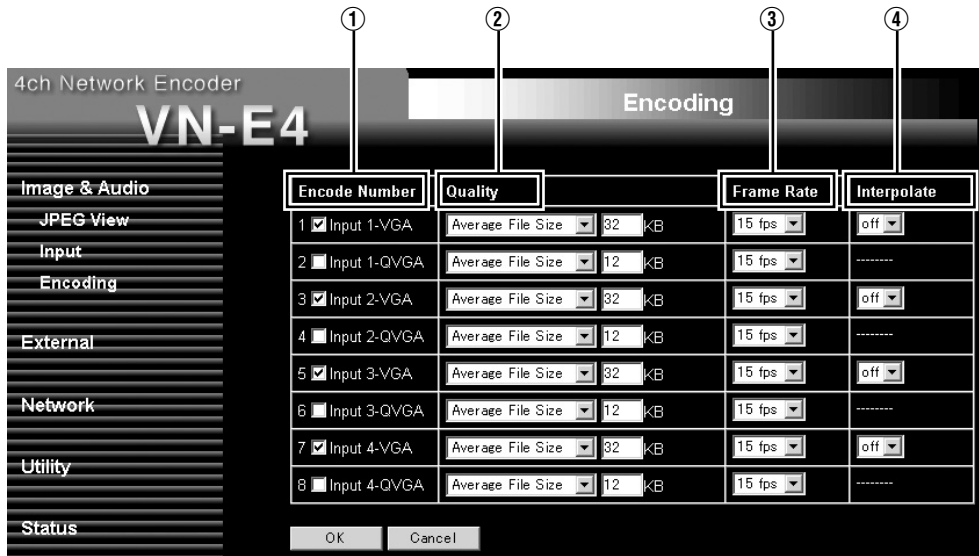 ① ② ③ ④
4ch Network Encoder
VN-E4
Encoding
Image & Audio
JPEG View
Input
Encoding
External
Network
Utility
Status
Encode Number Quality Frame Rate Interpolate
1 Input 1-VGA Average File Size 32 KB 15 fps off
2 Input 1-QVGA Average File Size 12 KB 15 fps --------
3 Input 2-VGA Average File Size 32 KB 15 fps off
4 Input 2-QVGA Average File Size 12 KB 15 fps --------
5 Input 3-VGA Average File Size 32 KB 15 fps off
6 Input 3-QVGA Average File Size 12 KB 15 fps --------
7 Input 4-VGA Average File Size 32 KB 15 fps off
8 Input 4-QVGA Average File Size 12 KB 15 fps --------
OK Cancel